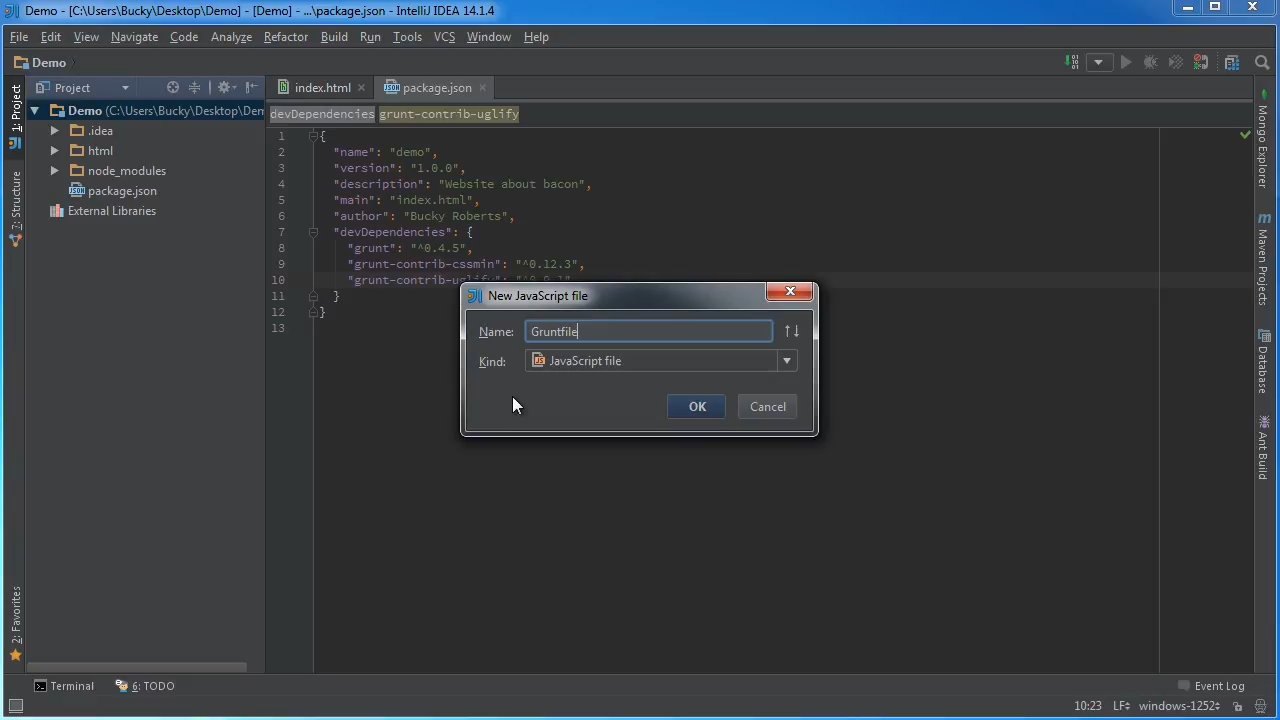 Demo - [C:\Users\Bucky\Desktop\Demo] - [Demo] - ...\package.json - IntelliJ IDEA 14.1.4
File Edit View Navigate Code Analyze Refactor Build Run Tools VCS Window Help
Demo
Project
index.html
package.json
1: Project
7: Structure
2: Favorites
Demo (C:\Users\Bucky\Desktop\Dem
.idea
html
node_modules
package.json
External Libraries
devDependencies grunt-contrib-uglify
1 {
2 "name": "demo",
3 "version": "1.0.0",
4 "description": "Website about bacon",
5 "main": "index.html",
6 "author": "Bucky Roberts",
7 "devDependencies": {
8 "grunt": "^0.4.5",
9 "grunt-contrib-cssmin": "^0.12.3",
10 "grunt-contrib-uglify":
11 }
12 }
13
New JavaScript file
Name: Gruntfile
Kind: JavaScript file
OK Cancel
Mongo Explorer
Maven Projects
Database
Ant Build
Terminal 6: TODO Event Log
10:23 LF windows-1252